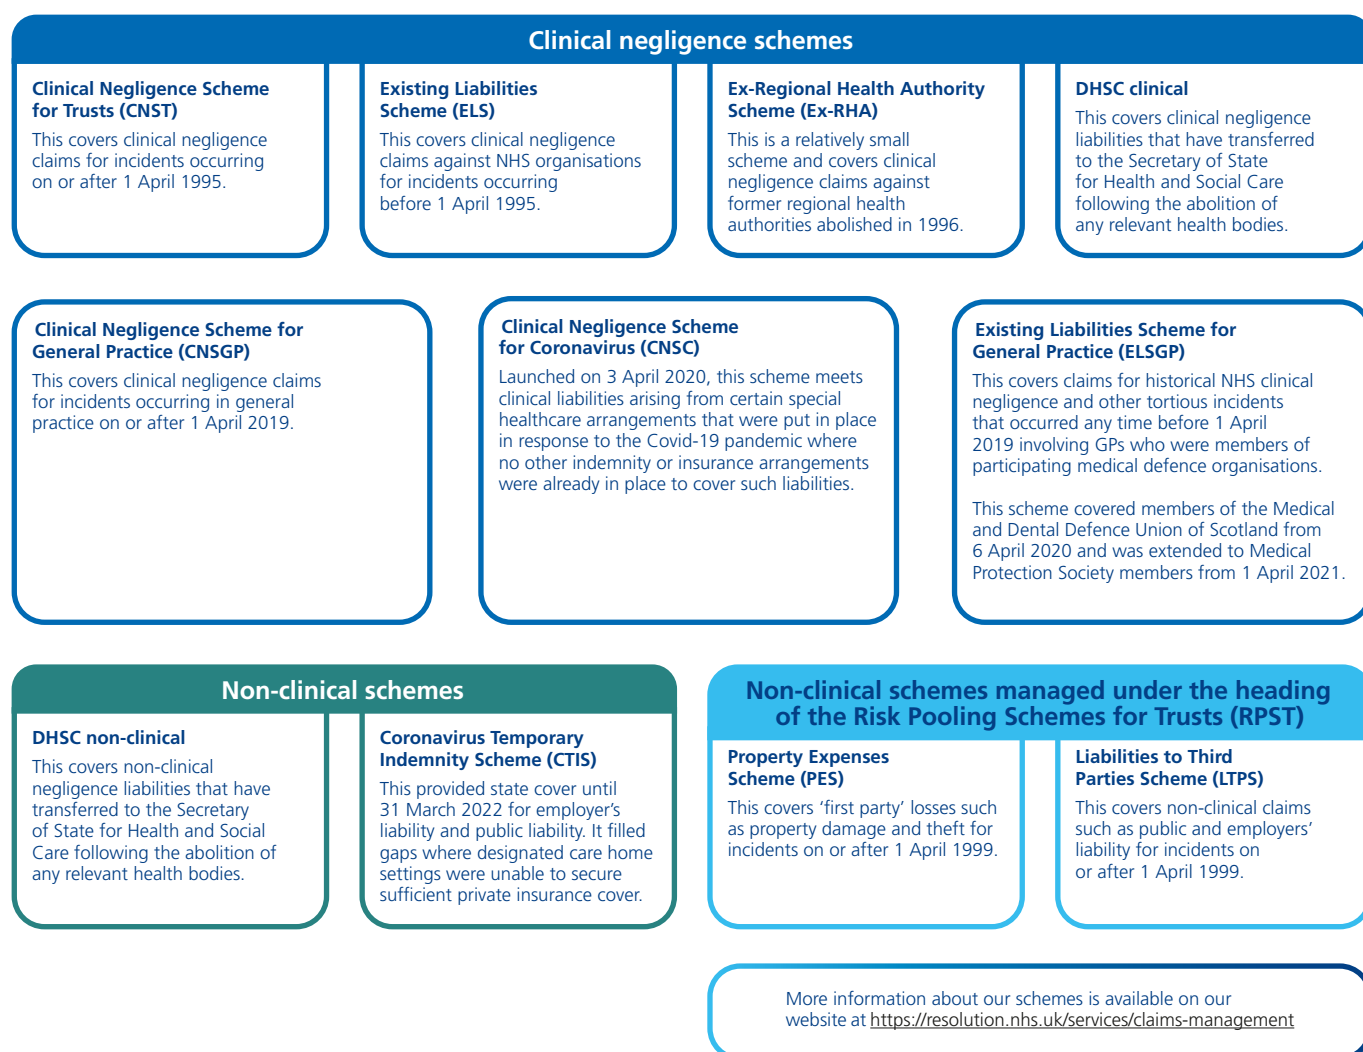 Clinical negligence schemes
Clinical Negligence Scheme
for Trusts (CNST)
This covers clinical negligence
claims for incidents occurring
on or after 1 April 1995.
Existing Liabilities
Scheme (ELS)
This covers clinical negligence
claims against NHS organisations
for incidents occurring
before 1 April 1995.
Ex-Regional Health Authority
Scheme (Ex-RHA)
This is a relatively small
scheme and covers clinical
negligence claims against
former regional health
authorities abolished in 1996.
DHSC clinical
This covers clinical negligence
liabilities that have transferred
to the Secretary of State
for Health and Social Care
following the abolition of
any relevant health bodies.
Clinical Negligence Scheme for
General Practice (CNSGP)
This covers clinical negligence claims
for incidents occurring in general
practice on or after 1 April 2019.
Clinical Negligence Scheme
for Coronavirus (CNSC)
Launched on 3 April 2020, this scheme meets
clinical liabilities arising from certain special
healthcare arrangements that were put in place
in response to the Covid-19 pandemic where
no other indemnity or insurance arrangements
were already in place to cover such liabilities.
Existing Liabilities Scheme for
General Practice (ELSGP)
This covers claims for historical NHS clinical
negligence and other tortious incidents
that occurred any time before 1 April
2019 involving GPs who were members of
participating medical defence organisations.
This scheme covered members of the Medical
and Dental Defence Union of Scotland from
6 April 2020 and was extended to Medical
Protection Society members from 1 April 2021.
Non-clinical schemes
DHSC non-clinical
This covers non-clinical
negligence liabilities that have
transferred to the Secretary
of State for Health and Social
Care following the abolition of
any relevant health bodies.
Coronavirus Temporary
Indemnity Scheme (CTIS)
This provided state cover until
31 March 2022 for employer’s
liability and public liability. It filled
gaps where designated care home
settings were unable to secure
sufficient private insurance cover.
Non-clinical schemes managed under the heading
of the Risk Pooling Schemes for Trusts (RPST)
Property Expenses
Scheme (PES)
This covers ‘first party’ losses such
as property damage and theft for
incidents on or after 1 April 1999.
Liabilities to Third
Parties Scheme (LTPS)
This covers non-clinical claims
such as public and employers’
liability for incidents on
or after 1 April 1999.
More information about our schemes is available on our
website at https://resolution.nhs.uk/services/claims-management